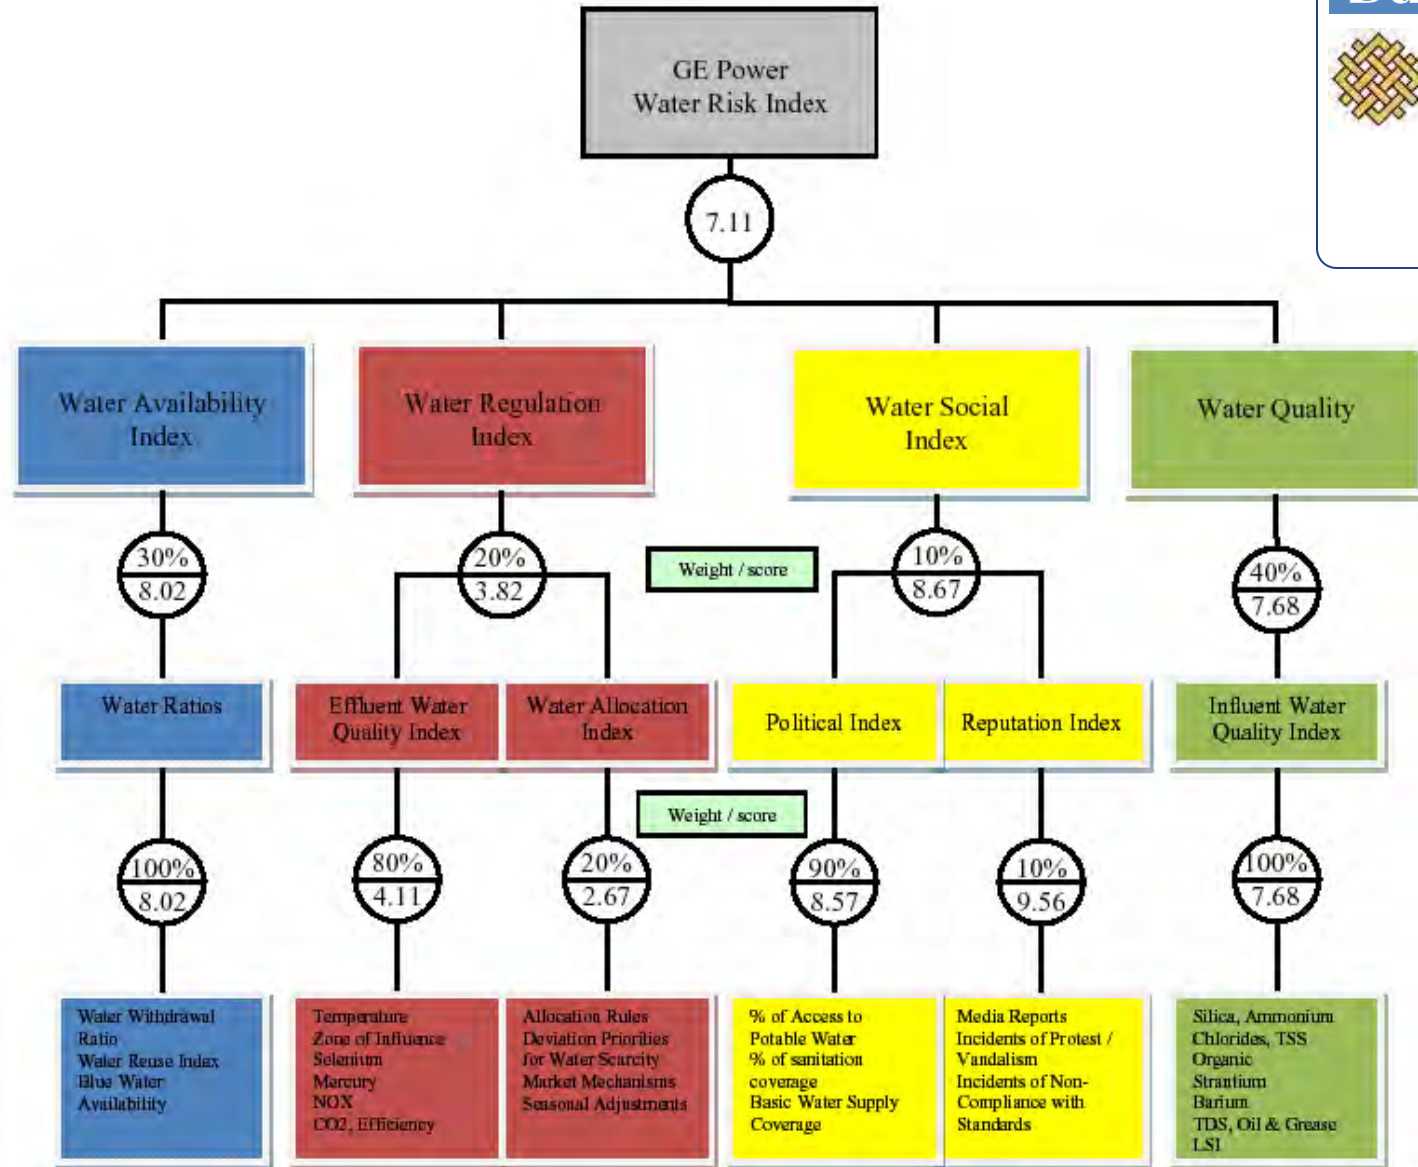 GE Power
Water Risk Index
7.11
Water Availability
Index
Water Regulation
Index
Water Social
Index
Water Quality
30%
8.02
20%
3.82
Weight / score
10%
8.67
40%
7.68
Water Ratios
Effluent Water
Quality Index
Water Allocation
Index
Political Index
Reputation Index
Influent Water
Quality Index
Weight / score
100%
8.02
80%
4.11
20%
2.67
90%
8.57
10%
9.56
100%
7.68
Water Withdrawal
Ratio
Water Reuse Index
Blue Water
Availability
Temperature
Zone of Influence
Selenium
Mercury
NOX
CO2, Efficiency
Allocation Rules
Deviation Priorities
for Water Scarcity
Market Mechanisms
Seasonal Adjustments
% of Access to
Potable Water
% of sanitation
coverage
Basic Water Supply
Coverage
Media Reports
Incidents of Protest /
Vandalism
Incidents of Non-
Compliance with
Standards
Silica, Ammonium
Chlorides, TSS
Organic
Strantium
Barium
TDS, Oil & Grease
LSI